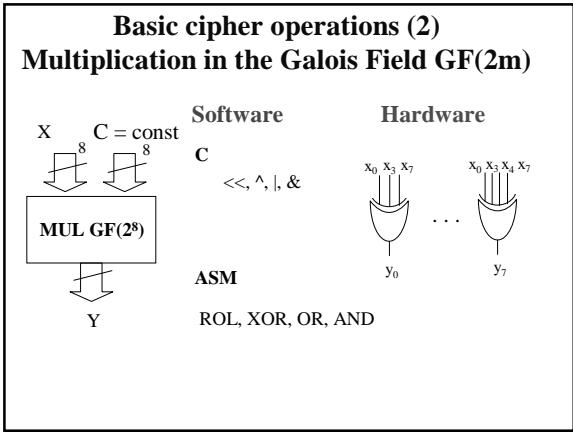 Basic cipher operations (2)
Multiplication in the Galois Field GF(2m)
Software
Hardware
X
C = const
8
8
MUL GF(2⁸)
Y
C
<<, ^, |, &
ASM
ROL, XOR, OR, AND
x₀ x₃ x₇
y₀
. . .
x₀ x₃ x₄ x₇
y₇